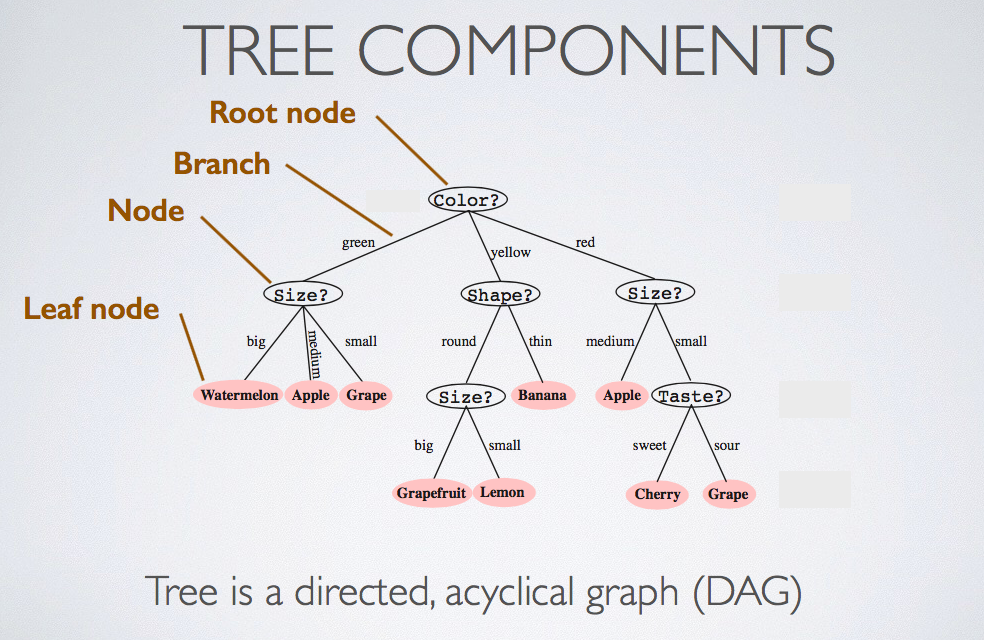 TREE COMPONENTS
Root node
Branch
Node
Leaf node
Color?
green
yellow
red
Size?
Shape?
Size?
big
medium
small
round
thin
medium
small
Watermelon
Apple
Grape
Size?
Banana
Apple
Taste?
big
small
sweet
sour
Grapefruit
Lemon
Cherry
Grape
Tree is a directed, acyclical graph (DAG)